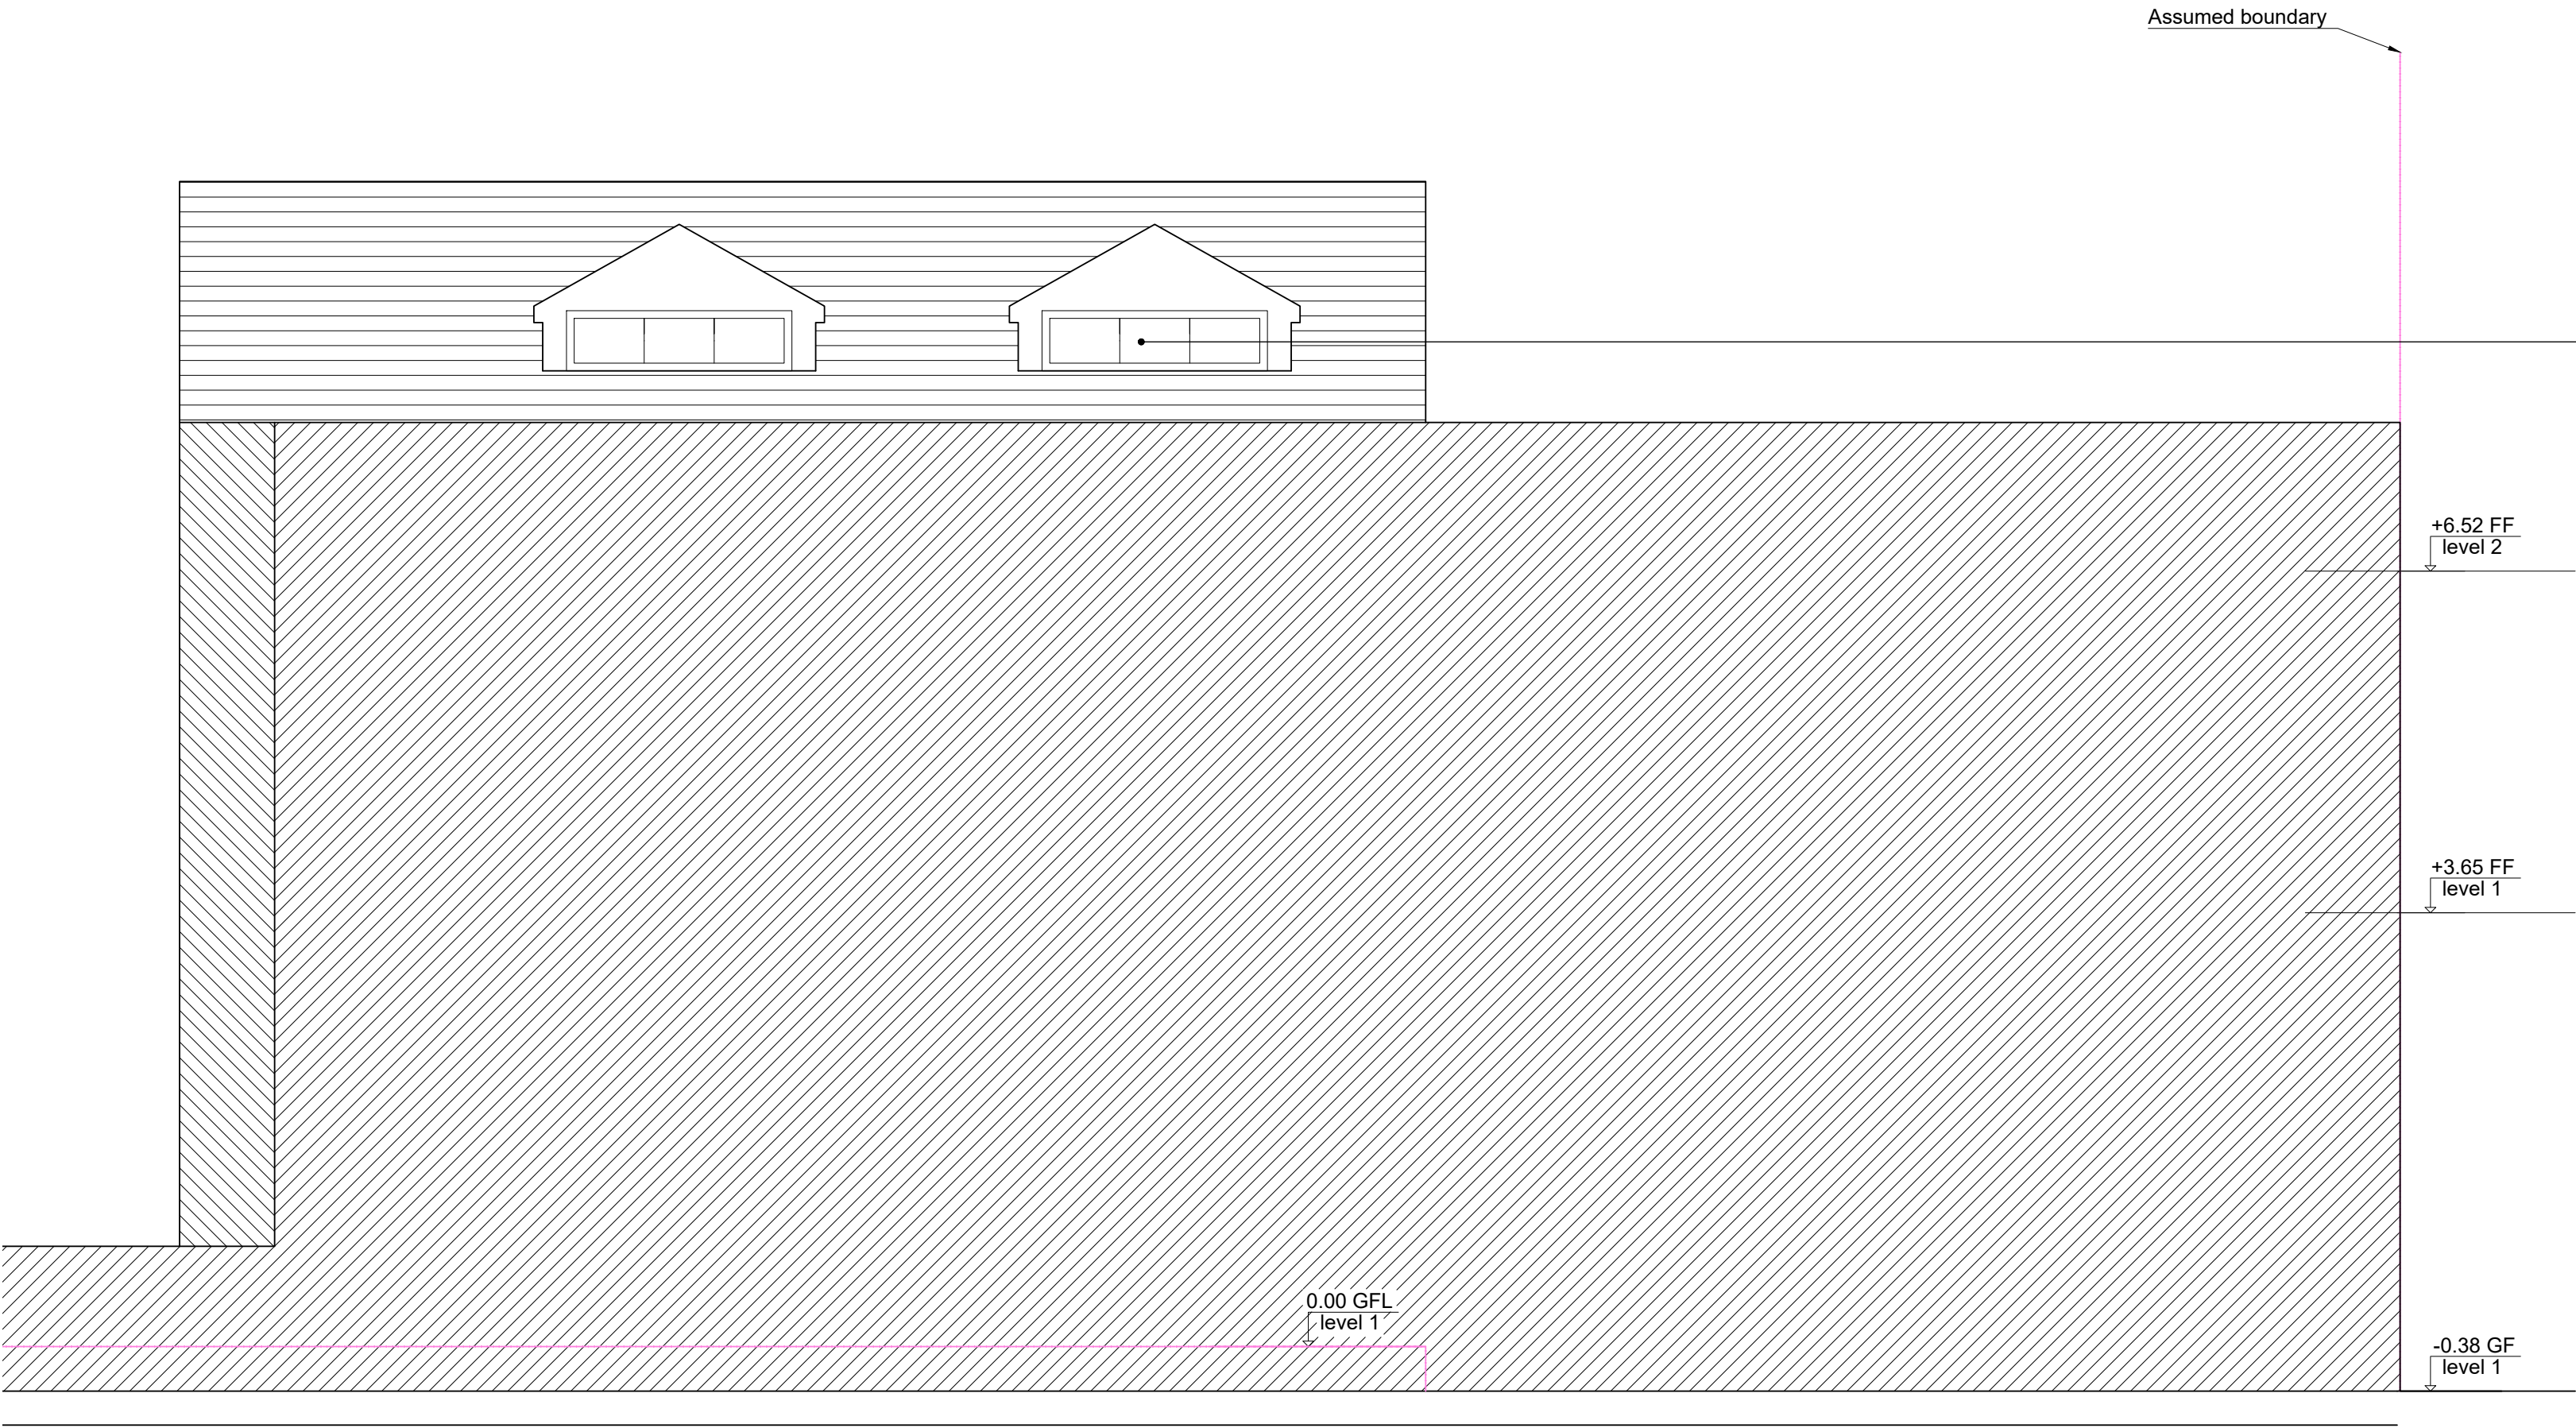 Assumed boundary
+6.52 FF
level 2
+3.65 FF
level 1
0.00 GFL
level 1
-0.38 GF
level 1